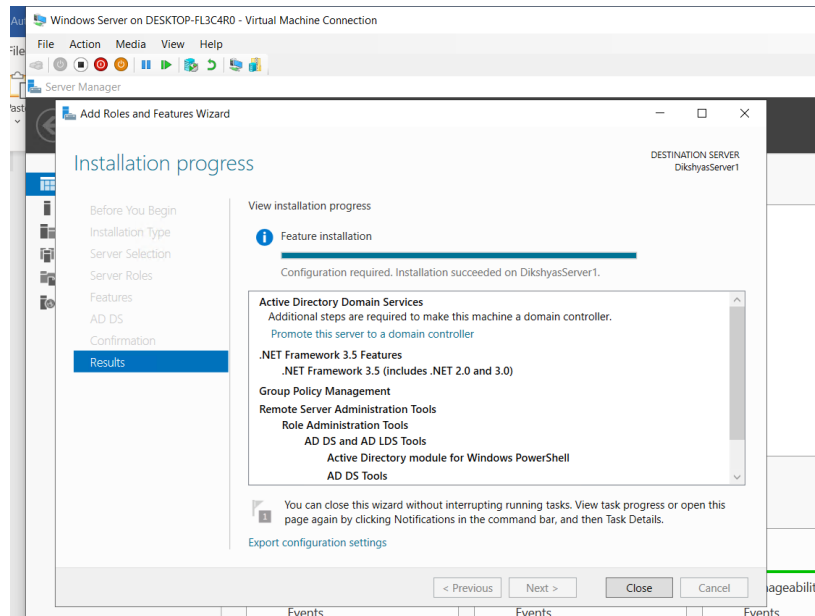 Aut
Windows Server on DESKTOP-FL3C4R0 - Virtual Machine Connection
File
File Action Media View Help
Server Manager
Past
Add Roles and Features Wizard
Installation progress
DESTINATION SERVER
DikshyasServer1
Before You Begin
Installation Type
Server Selection
Server Roles
Features
AD DS
Confirmation
Results
View installation progress
Feature installation
Configuration required. Installation succeeded on DikshyasServer1.
Active Directory Domain Services
Additional steps are required to make this machine a domain controller.
Promote this server to a domain controller
.NET Framework 3.5 Features
.NET Framework 3.5 (includes .NET 2.0 and 3.0)
Group Policy Management
Remote Server Administration Tools
Role Administration Tools
AD DS and AD LDS Tools
Active Directory module for Windows PowerShell
AD DS Tools
1
You can close this wizard without interrupting running tasks. View task progress or open this
page again by clicking Notifications in the command bar, and then Task Details.
Export configuration settings
< Previous
Next >
Close
Cancel
nageabilit
Events
Events
Events